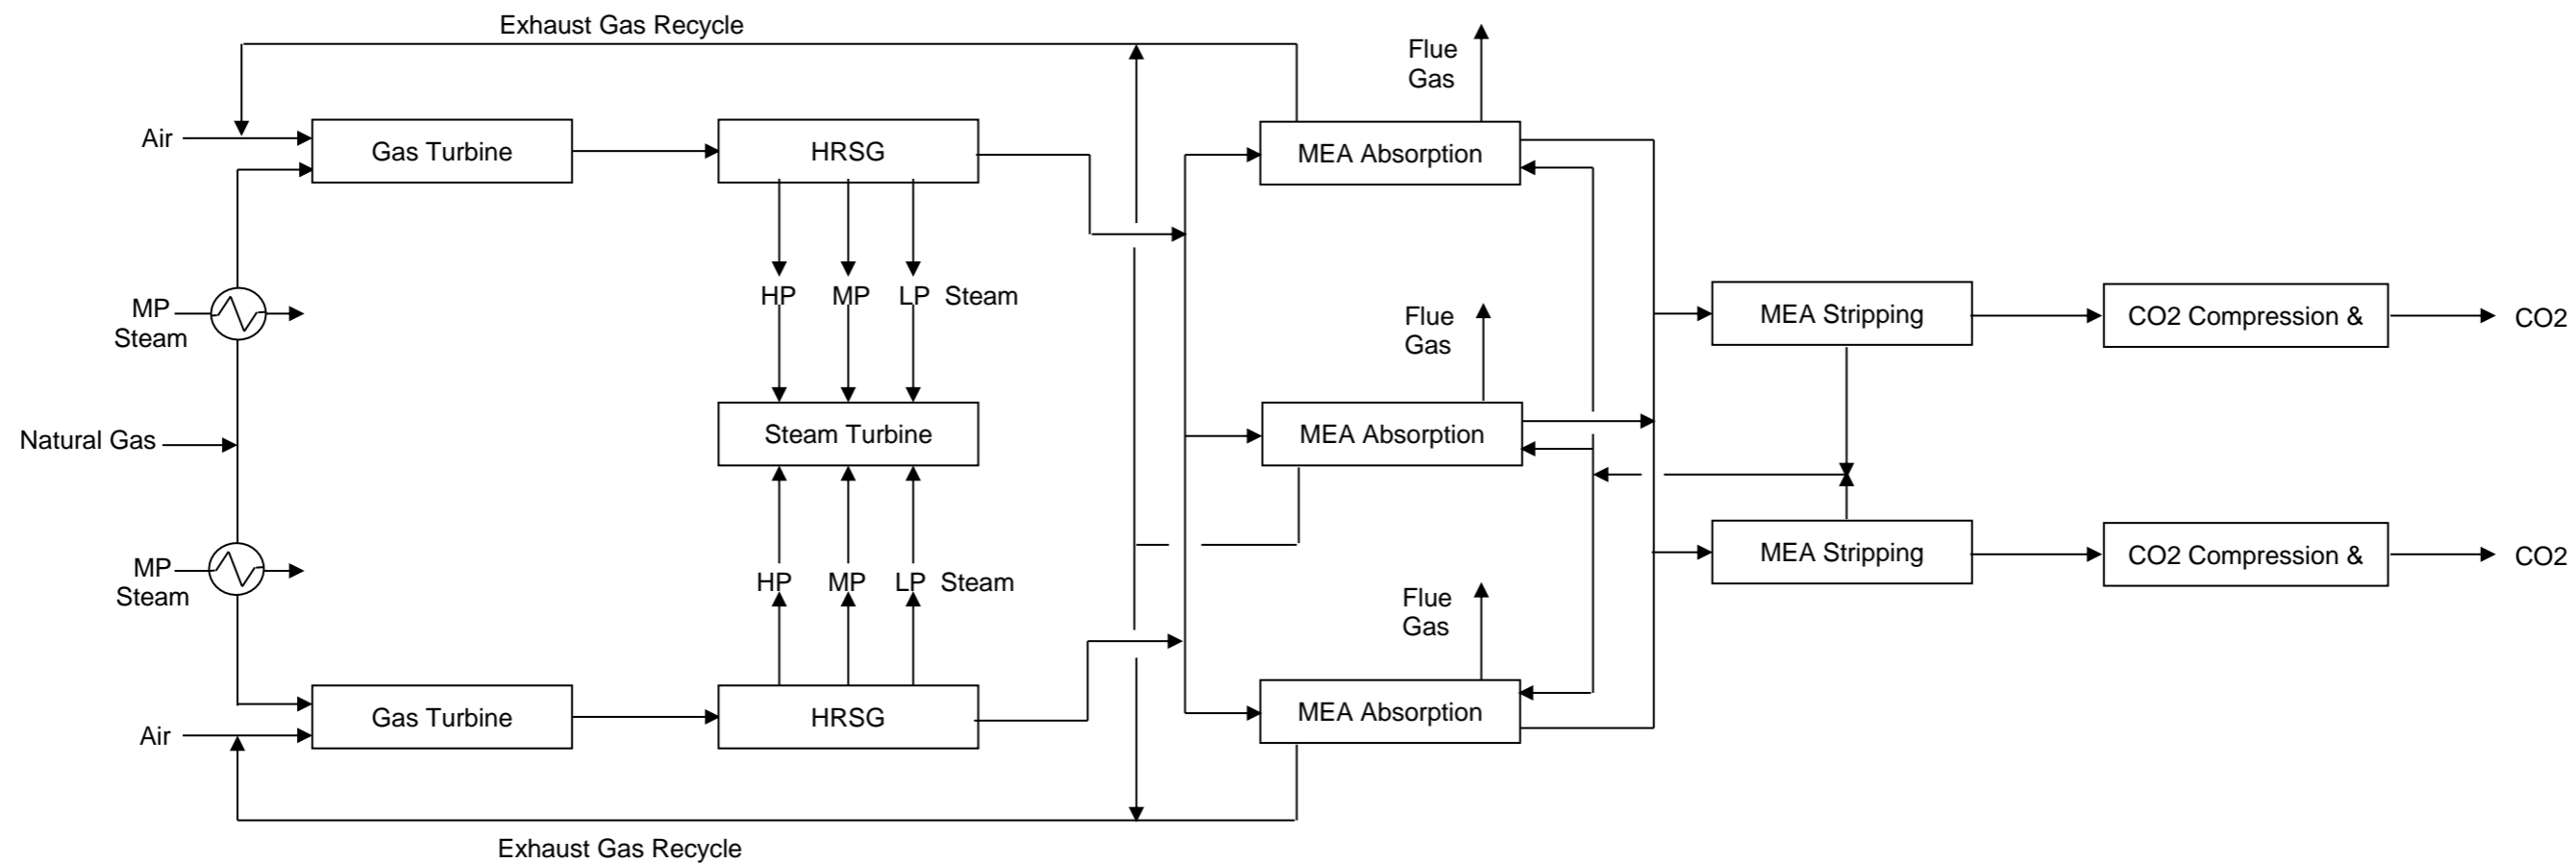 Exhaust Gas Recycle
Flue
Gas
Air
Gas Turbine
HRSG
MEA Absorption
MP
Steam
HP MP LP Steam
Flue
Gas
MEA Stripping
CO2 Compression &
CO2
Natural Gas
Steam Turbine
MEA Absorption
MP
Steam
HP MP LP Steam
MEA Stripping
CO2 Compression &
CO2
Flue
Gas
Gas Turbine
HRSG
MEA Absorption
Air
Exhaust Gas Recycle